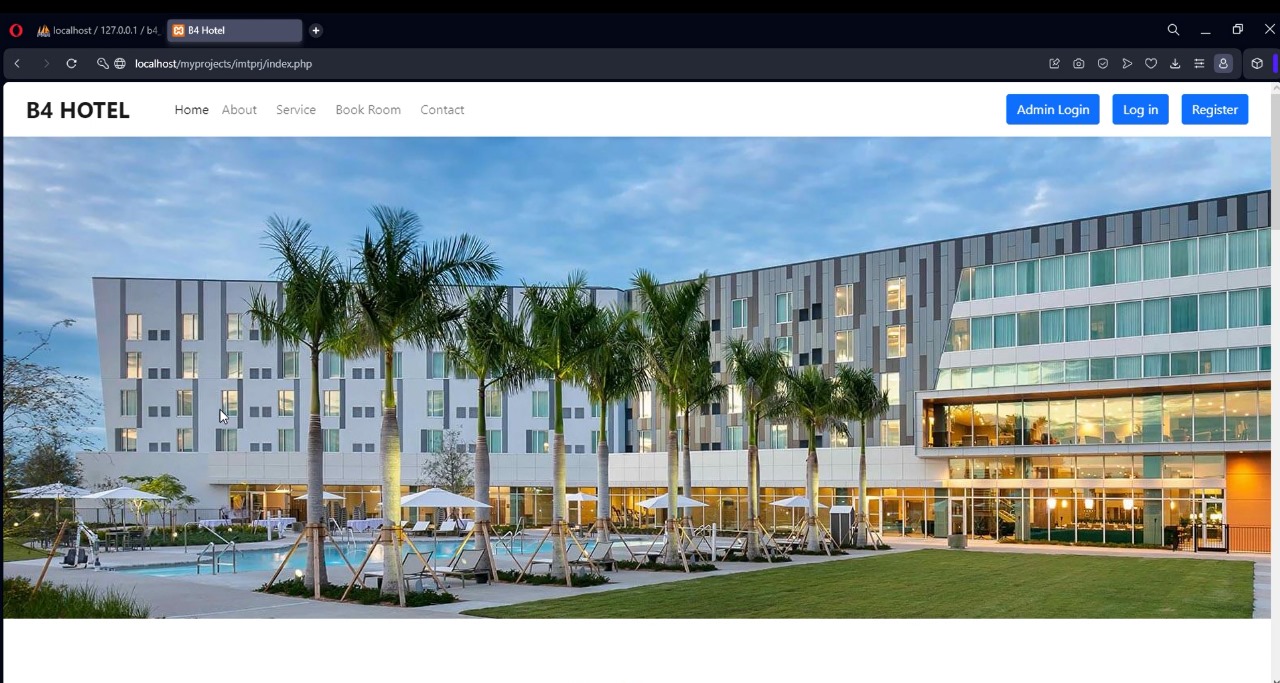 localhost / 127.0.0.1 / b4_
B4 Hotel
localhost/myprojects/imtprj/index.php
B4 HOTEL
Home About Service Book Room Contact
Admin Login Log in Register